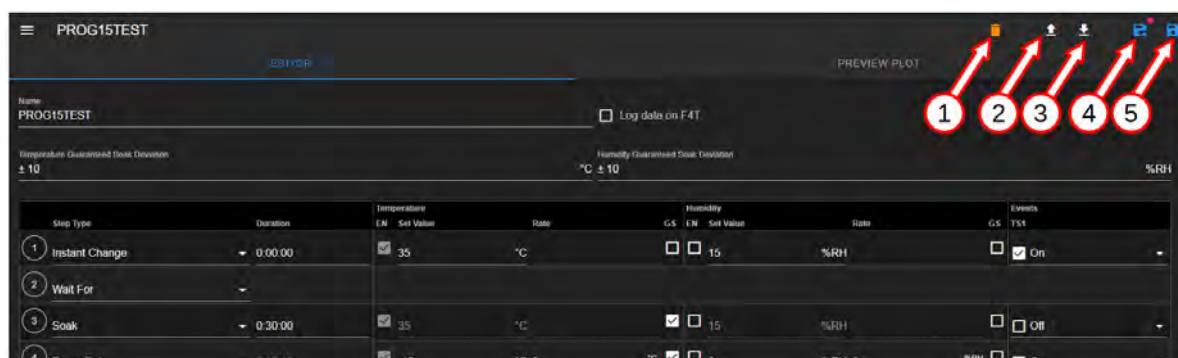 PROG15TEST
EDITOR
PREVIEW PLOT
1 2 3 4 5
Name
PROG15TEST
Log data on F4T
Temperature Guaranteed Soak Deviation
± 10 °C
Humidity Guaranteed Soak Deviation
± 10 %RH
Temperature Humidity Events
Step Type Duration EN Set Value Rate GS EN Set Value Rate GS TS1
1 Instant Change 0:00:00 35 °C 15 %RH On
2 Wait For
3 Soak 0:30:00 35 °C 15 %RH Off